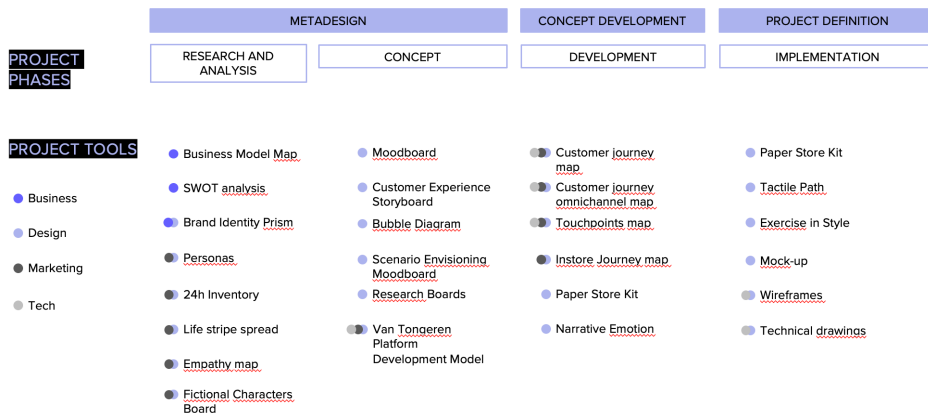 METADESIGN
CONCEPT DEVELOPMENT
PROJECT DEFINITION
PROJECT
PHASES
RESEARCH AND
ANALYSIS
CONCEPT
DEVELOPMENT
IMPLEMENTATION
PROJECT TOOLS
Business
Design
Marketing
Tech
Business Model Map
SWOT analysis
Brand Identity Prism
Personas
24h Inventory
Life stripe spread
Empathy map
Fictional Characters
Board
Moodboard
Customer Experience
Storyboard
Bubble Diagram
Scenario Envisioning
Moodboard
Research Boards
Van Tongeren
Platform
Development Model
Customer journey
map
Customer journey
omnichannel map
Touchpoints map
Instore Journey map
Paper Store Kit
Narrative Emotion
Paper Store Kit
Tactile Path
Exercise in Style
Mock-up
Wireframes
Technical drawings